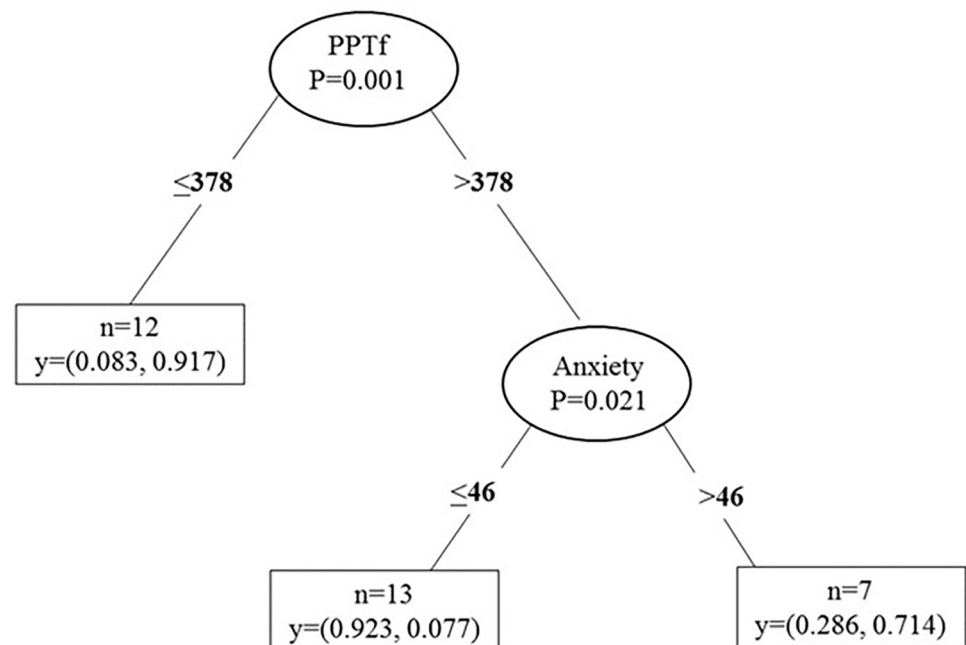 PPTf
P=0.001
≤378
>378
n=12
y=(0.083, 0.917)
Anxiety
P=0.021
≤46
>46
n=13
y=(0.923, 0.077)
n=7
y=(0.286, 0.714)